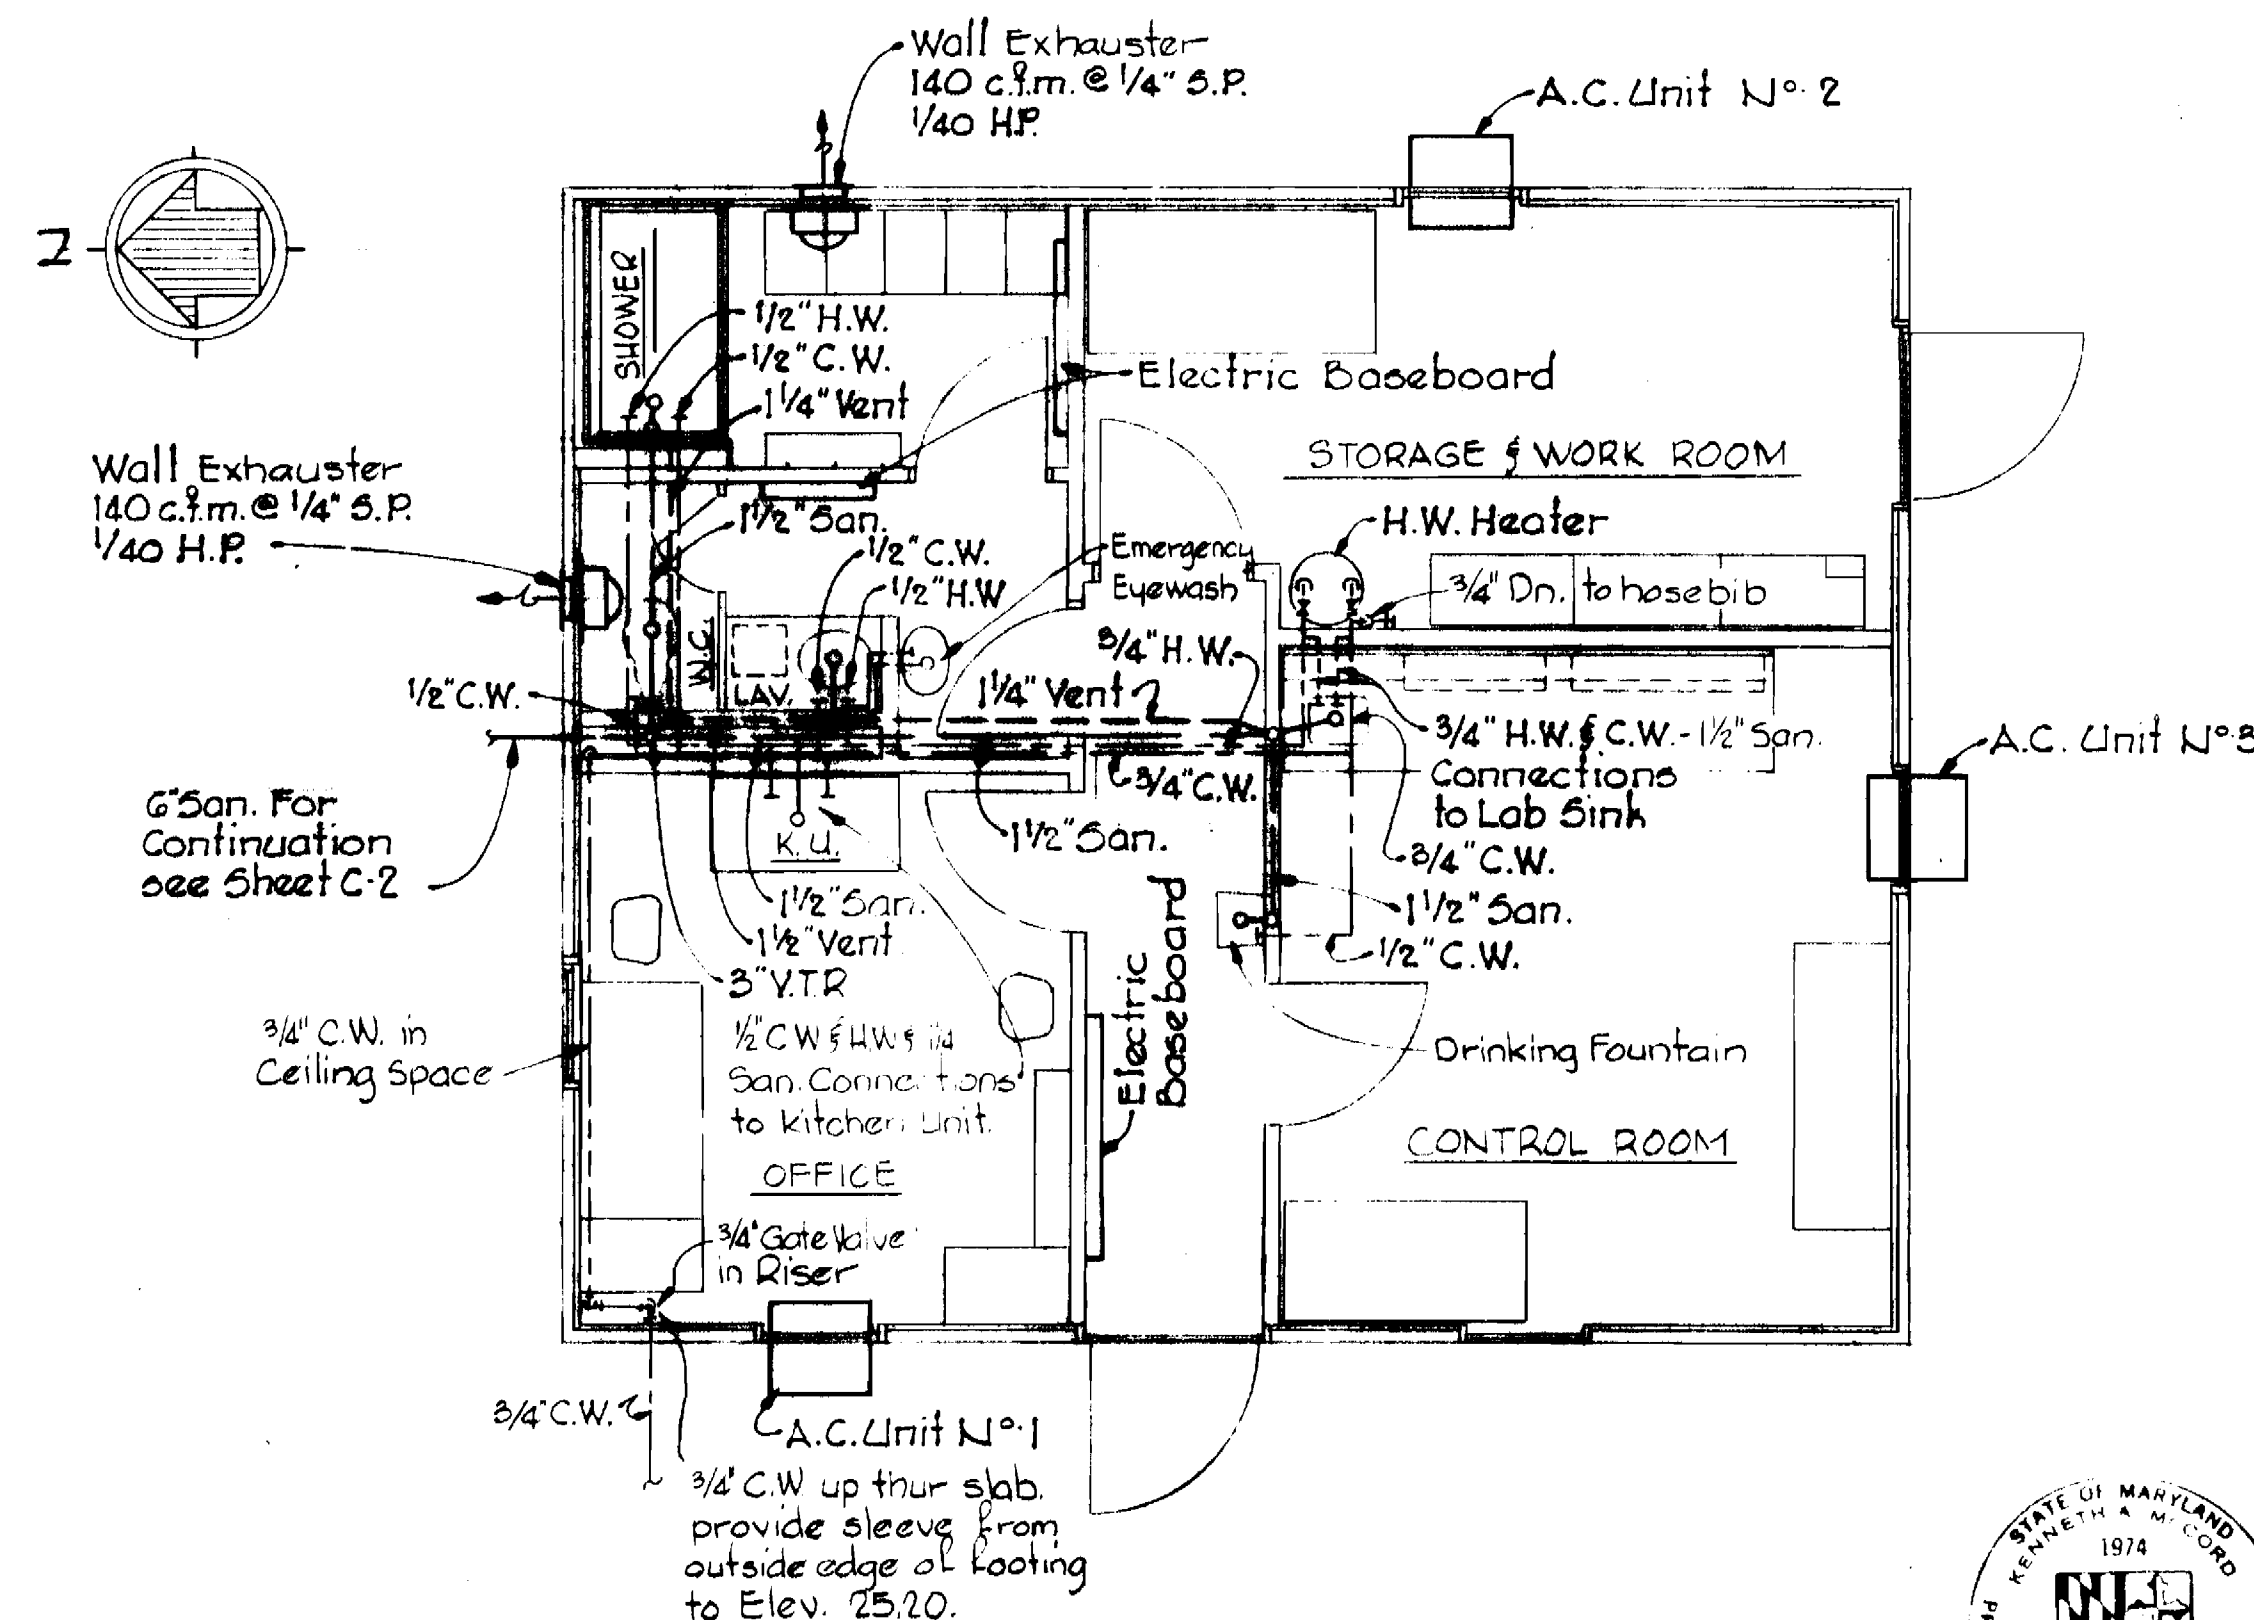 Wall Exhauster
140 c.f.m. @ 1/4" S.P.
1/40 H.P.
A.C. Unit No. 2
N
SHOWER
1/2" H.W.
1/2" C.W.
1 1/4" Vent
Electric Baseboard
STORAGE & WORK ROOM
Wall Exhauster
140 c.f.m. @ 1/4" S.P.
1/40 H.P.
1 1/2" San.
H.W. Heater
1/2" C.W.
1/2" H.W
Emergency
Eyewash
3/4" Dn. to hosebib
W.C.
LAV.
3/4" H.W.
1 1/4" Vent
1/2" C.W.
3/4" H.W. & C.W. - 1 1/2" San.
Connections
to Lab Sink
A.C. Unit No. 3
3/4" C.W.
6" San. For
Continuation
see Sheet C-2
K.U.
1 1/2" San.
3/4" C.W.
1 1/2" San.
1 1/2" Vent
3" V.T.R
1 1/2" San.
1/2" C.W.
Electric
Baseboard
3/4" C.W. in
Ceiling Space
1/2" C W & H.W &
San. Connections
to Kitchen Unit.
Drinking Fountain
OFFICE
CONTROL ROOM
3/4" Gate Valve
in Riser
3/4" C.W.
A.C. Unit No. 1
3/4" C.W up thur slab.
provide sleeve from
outside edge of footing
to Elev. 25.20.
STATE OF MARYLAND
KENNETH A. McCORD
1974